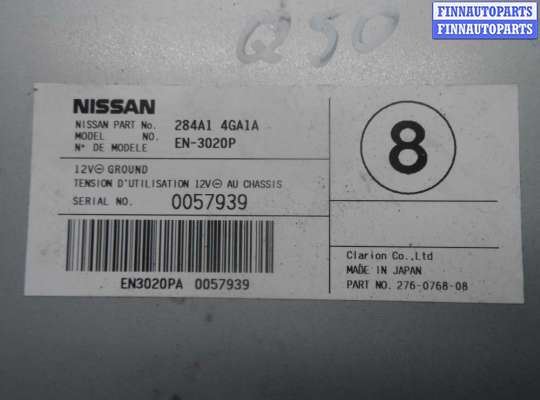 FINNAUTOPARTS
FINNAUTOPARTS
Q50
NISSAN
NISSAN PART No. 284A1 4GA1A
MODEL NO. EN-3020P
N° DE MODELE
12V⊖ GROUND
TENSION D'UTILISATION 12V⊖ AU CHASSIS
SERIAL NO. 0057939
EN3020PA 0057939
8
Clarion Co.,Ltd
MADE IN JAPAN
PART NO. 276-0768-08